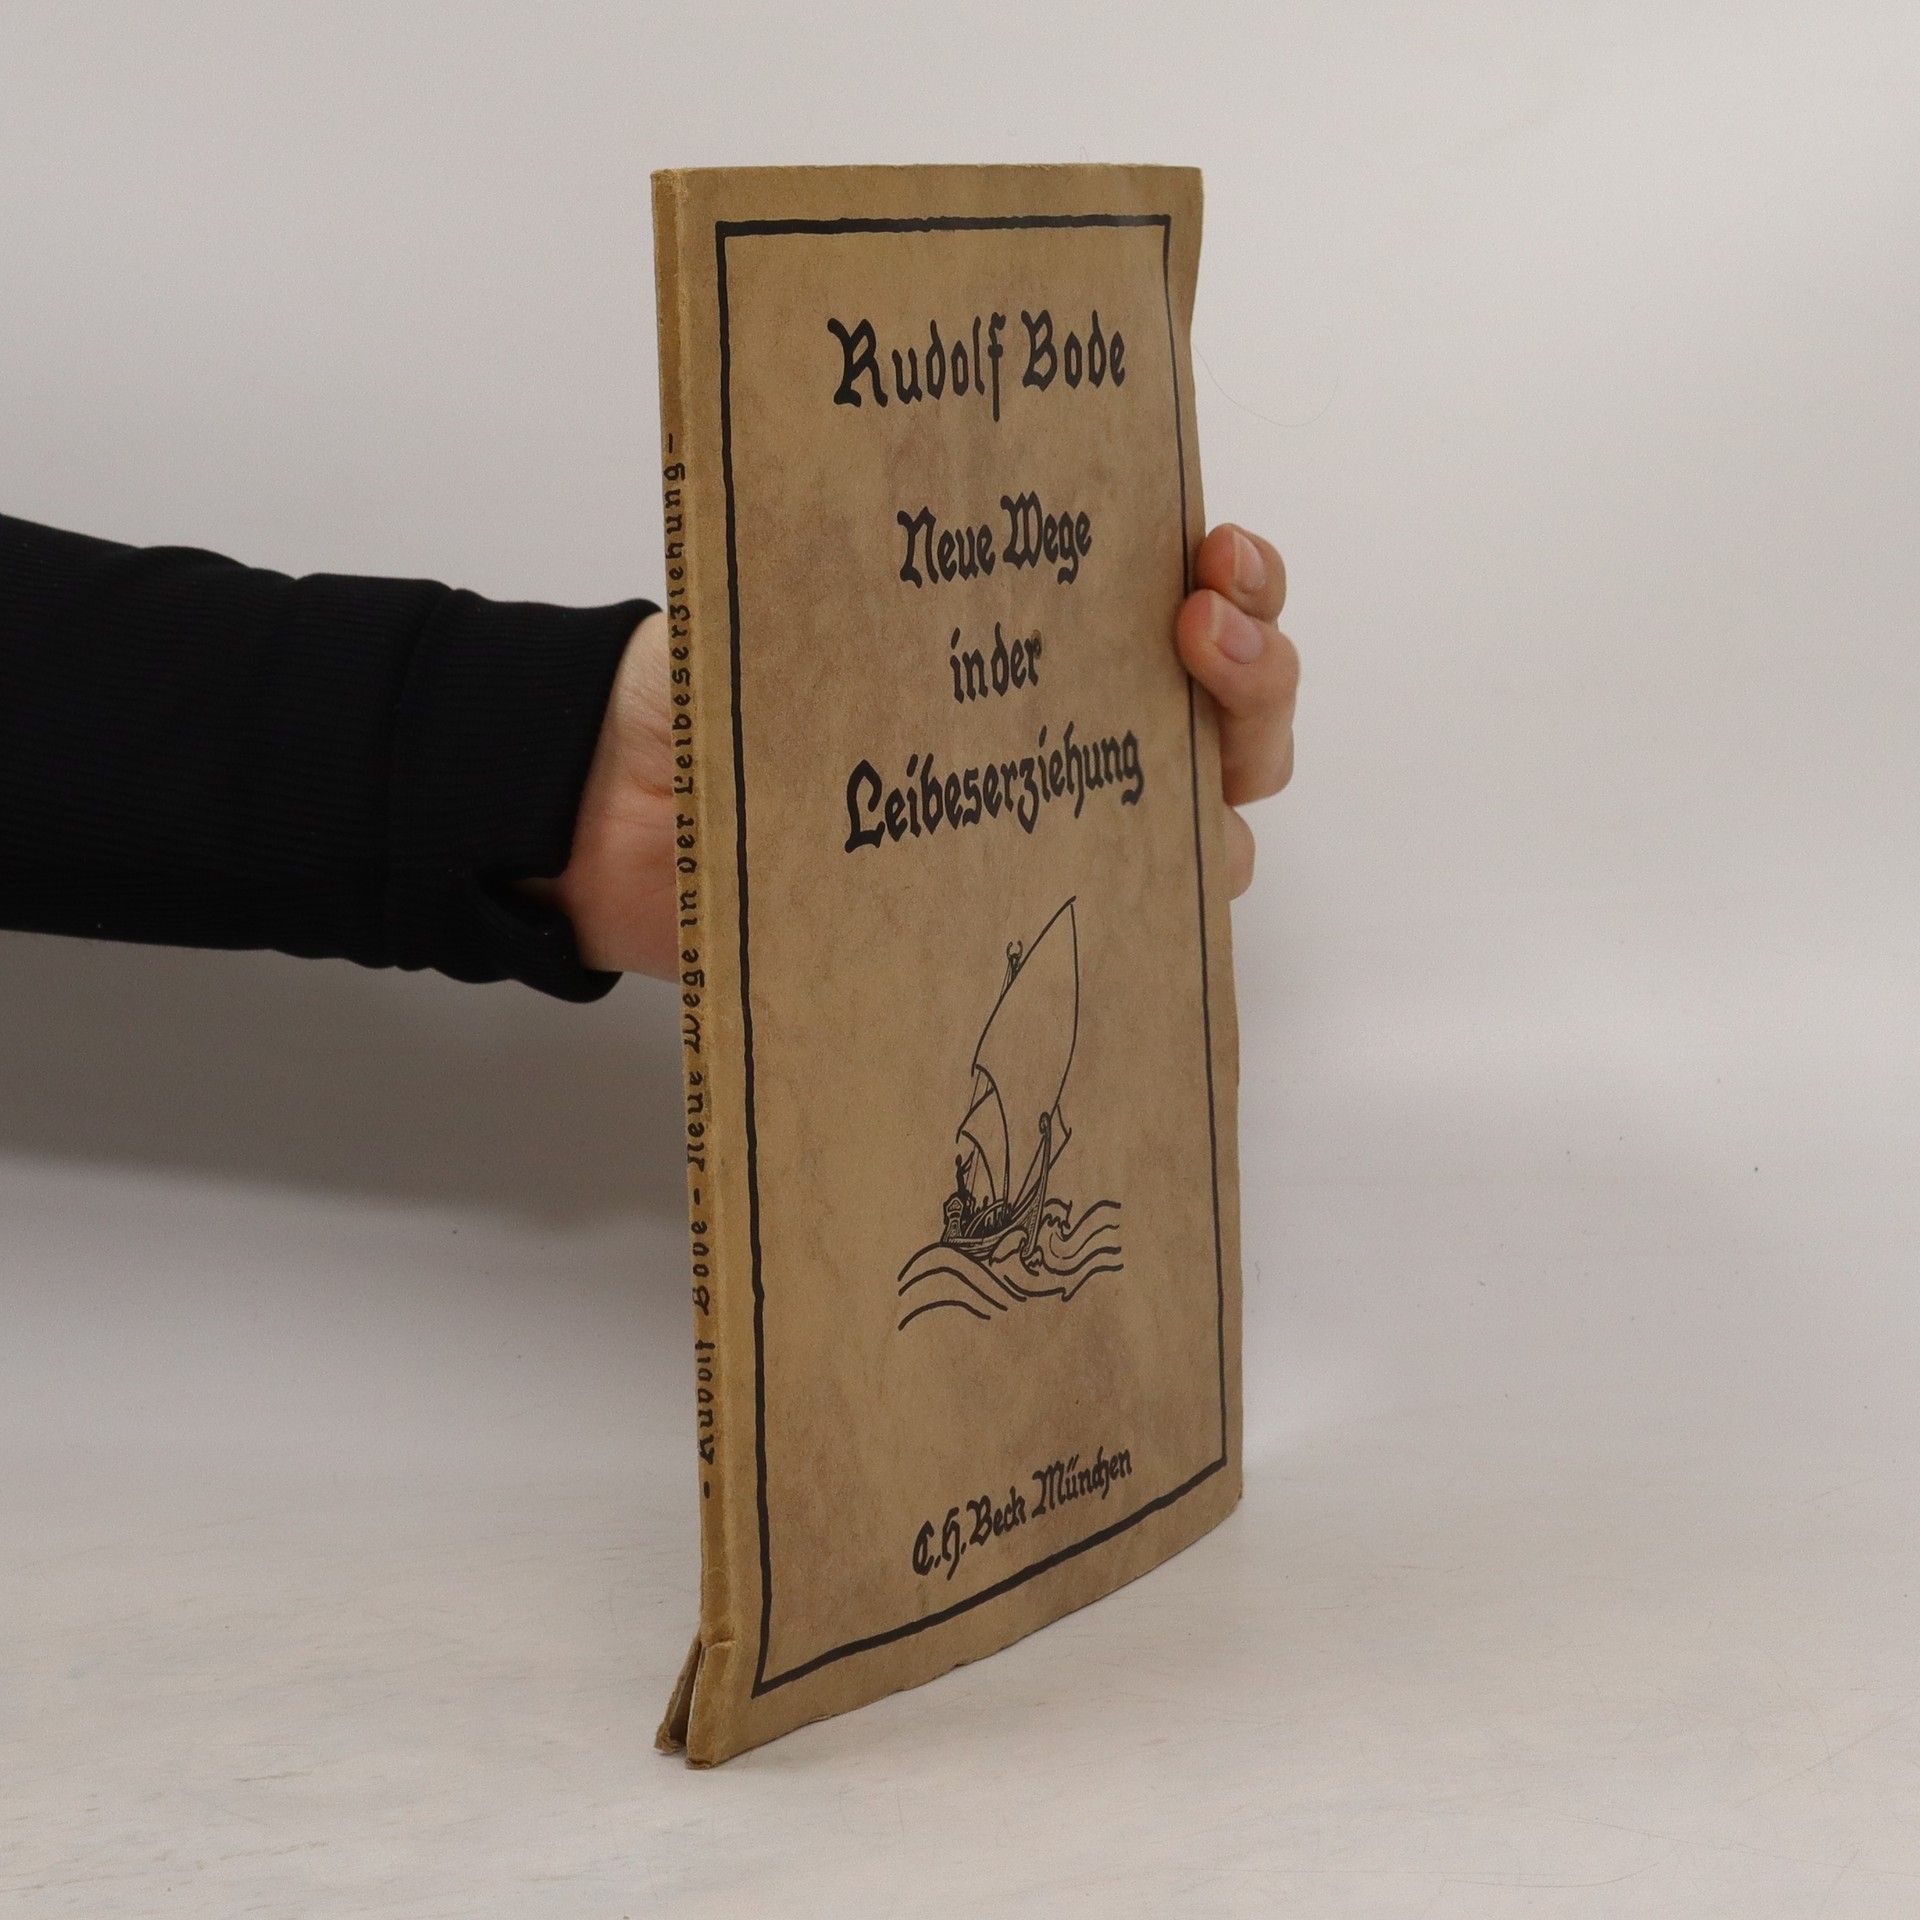 Rudolf Bode
Neue Wege
in der
Leibeserziehung
C.H.Beck München
- Rudolf Bode - Neue Wege in der Leibeserziehung -